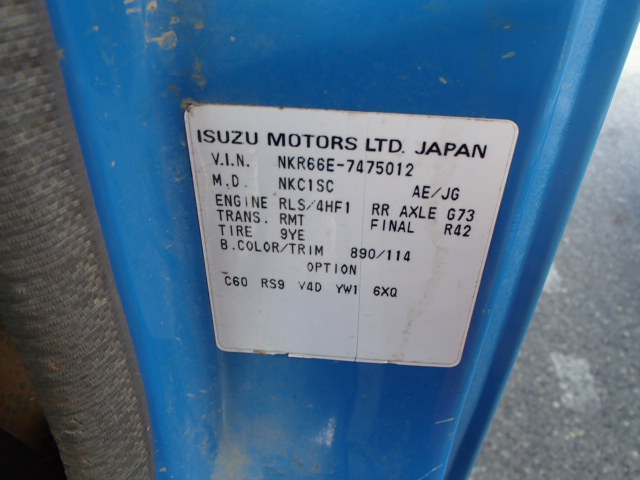 ISUZU MOTORS LTD. JAPAN
V.I.N. NKR66E-7475012
M.D. NKC1SC AE/JG
ENGINE RLS/4HF1 RR AXLE G73
TRANS. RMT FINAL R42
TIRE 9YE
B.COLOR/TRIM 890/114
OPTION
C60 RS9 V4D YW1 6XQ